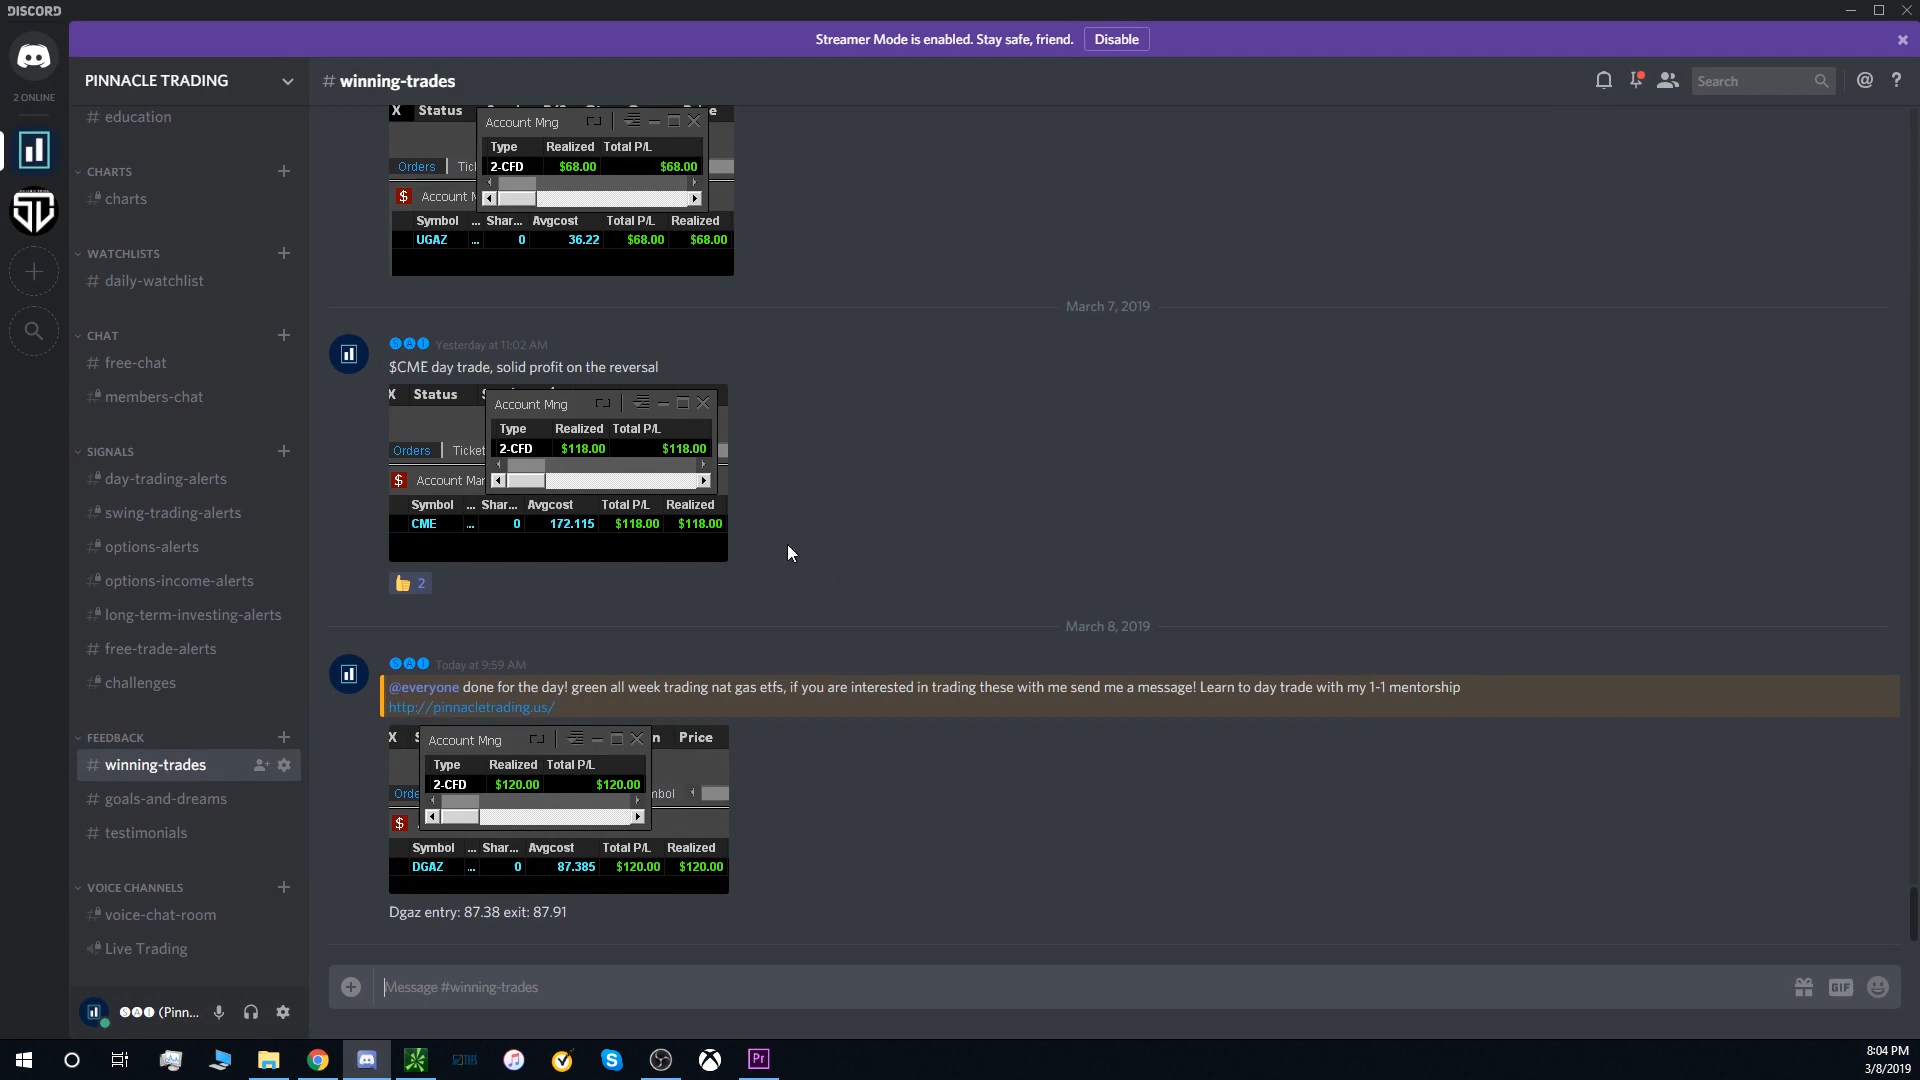 DISCORD
Streamer Mode is enabled. Stay safe, friend. Disable
2 ONLINE
PINNACLE TRADING
# education
CHARTS
charts
WATCHLISTS
# daily-watchlist
CHAT
# free-chat
members-chat
SIGNALS
day-trading-alerts
swing-trading-alerts
options-alerts
options-income-alerts
long-term-investing-alerts
# free-trade-alerts
challenges
FEEDBACK
# winning-trades
# goals-and-dreams
# testimonials
VOICE CHANNELS
voice-chat-room
Live Trading
🅢🅐🅘 (Pinn...
# winning-trades
Search
X Status
Account Mng
Type Realized Total P/L
2-CFD $68.00 $68.00
Orders Tick
$ Account M
Symbol ... Shar... Avgcost Total P/L Realized
UGAZ ... 0 36.22 $68.00 $68.00
March 7, 2019
🅢🅐🅘 Yesterday at 11:02 AM
$CME day trade, solid profit on the reversal
X Status
Account Mng
Type Realized Total P/L
2-CFD $118.00 $118.00
Orders Ticket
$ Account Mar
Symbol ... Shar... Avgcost Total P/L Realized
CME ... 0 172.115 $118.00 $118.00
2
March 8, 2019
🅢🅐🅘 Today at 9:59 AM
@everyone done for the day! green all week trading nat gas etfs, if you are interested in trading these with me send me a message! Learn to day trade with my 1-1 mentorship
http://pinnacletrading.us/
X S n Price
Account Mng
Type Realized Total P/L
2-CFD $120.00 $120.00
Orde mbol
$
Symbol ... Shar... Avgcost Total P/L Realized
DGAZ ... 0 87.385 $120.00 $120.00
Dgaz entry: 87.38 exit: 87.91
Message #winning-trades
GIF
Pr
8:04 PM
3/8/2019